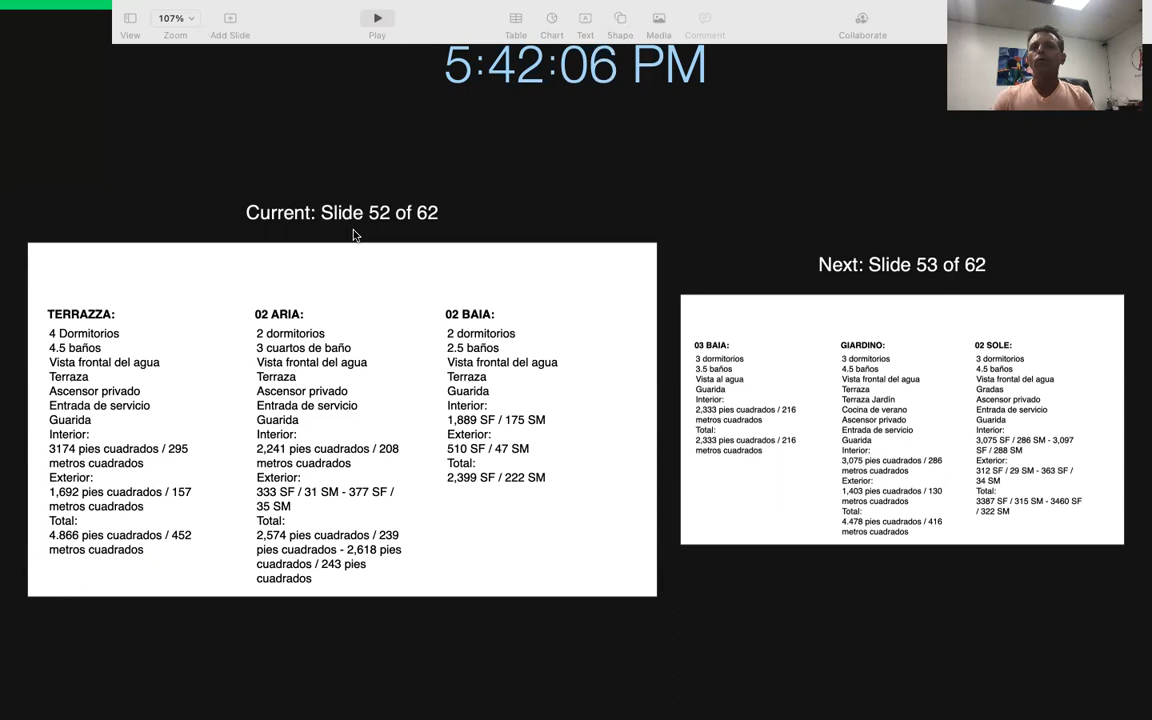 107%
View
Zoom
Add Slide
Play
Table
Chart
Text
Shape
Media
Comment
Collaborate
5:42:06 PM
Current: Slide 52 of 62
TERRAZZA:
4 Dormitorios
4.5 baños
Vista frontal del agua
Terraza
Ascensor privado
Entrada de servicio
Guarida
Interior:
3174 pies cuadrados / 295
metros cuadrados
Exterior:
1,692 pies cuadrados / 157
metros cuadrados
Total:
4.866 pies cuadrados / 452
metros cuadrados
02 ARIA:
2 dormitorios
3 cuartos de baño
Vista frontal del agua
Terraza
Ascensor privado
Entrada de servicio
Guarida
Interior:
2,241 pies cuadrados / 208
metros cuadrados
Exterior:
333 SF / 31 SM - 377 SF /
35 SM
Total:
2,574 pies cuadrados / 239
pies cuadrados - 2,618 pies
cuadrados / 243 pies
cuadrados
02 BAIA:
2 dormitorios
2.5 baños
Vista frontal del agua
Terraza
Guarida
Interior:
1,889 SF / 175 SM
Exterior:
510 SF / 47 SM
Total:
2,399 SF / 222 SM
Next: Slide 53 of 62
03 BAIA:
3 dormitorios
3.5 baños
Vista al agua
Guarida
Interior:
2,333 pies cuadrados / 216
metros cuadrados
Total:
2,333 pies cuadrados / 216
metros cuadrados
GIARDINO:
3 dormitorios
4.5 baños
Vista frontal del agua
Terraza
Terraza Jardín
Cocina de verano
Ascensor privado
Entrada de servicio
Guarida
Interior:
3,075 pies cuadrados / 286
metros cuadrados
Exterior:
1,403 pies cuadrados / 130
metros cuadrados
Total:
4.478 pies cuadrados / 416
metros cuadrados
02 SOLE:
3 dormitorios
4.5 baños
Vista frontal del agua
Gradas
Ascensor privado
Entrada de servicio
Guarida
Interior:
3,075 SF / 286 SM - 3,097
SF / 288 SM
Exterior:
312 SF / 29 SM - 363 SF /
34 SM
Total:
3387 SF / 315 SM - 3460 SF
/ 322 SM